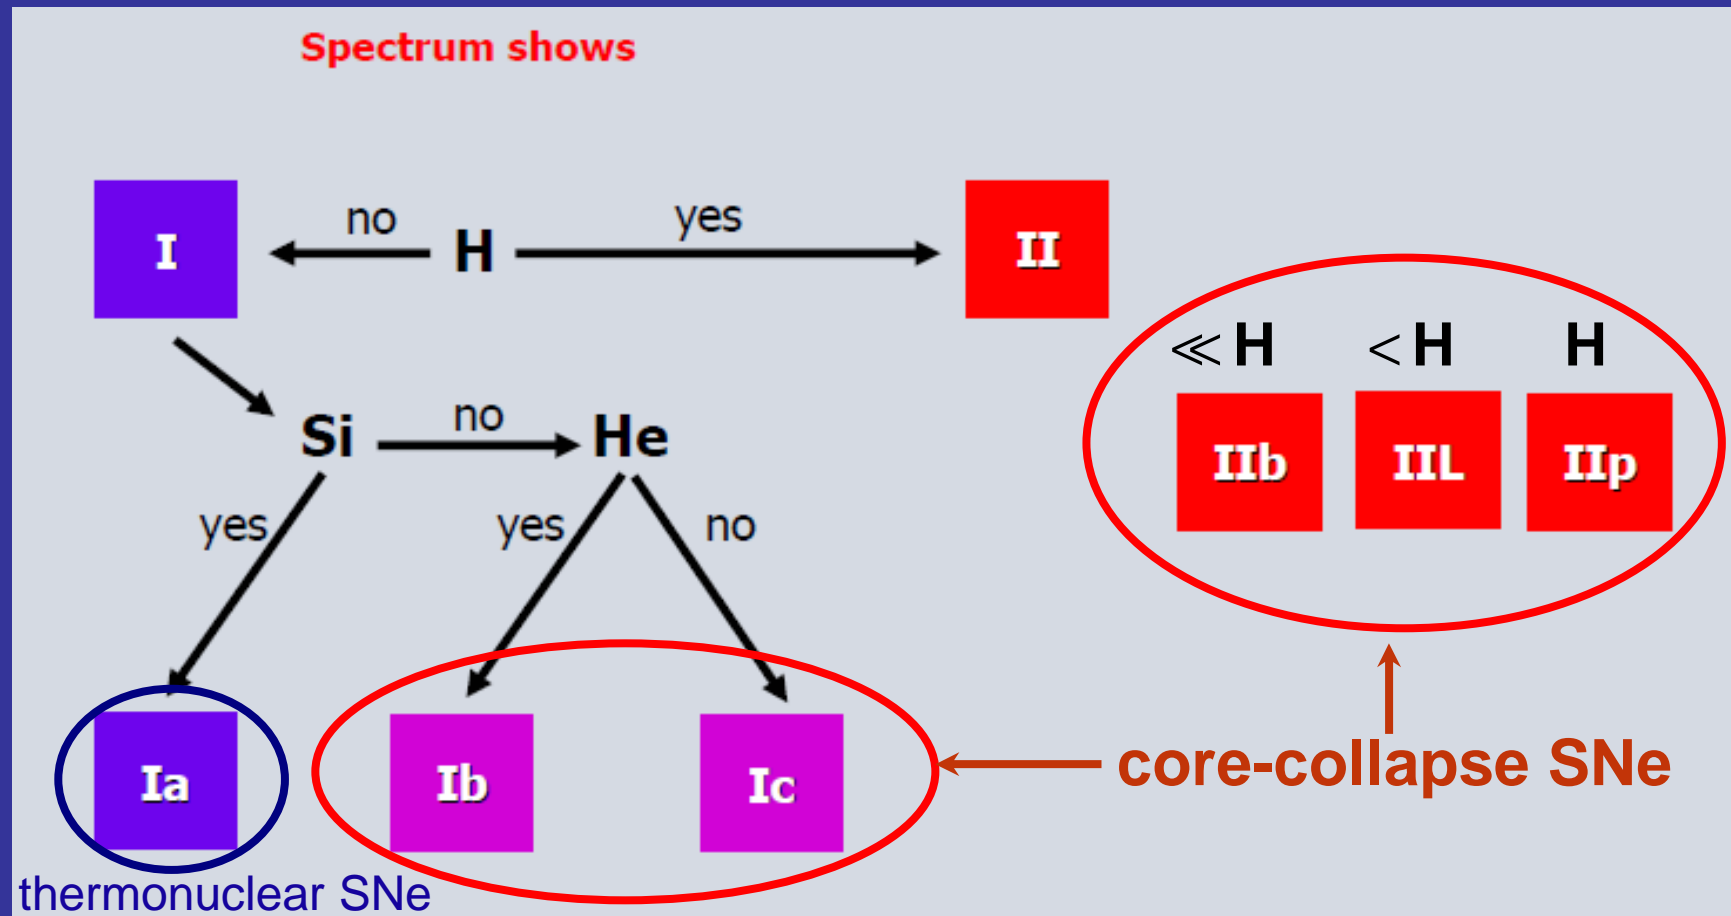 Spectrum shows
I no H yes II
≪ H < H H
Si no He
IIb IIL IIp
yes yes no
Ia Ib Ic
core-collapse SNe
thermonuclear SNe